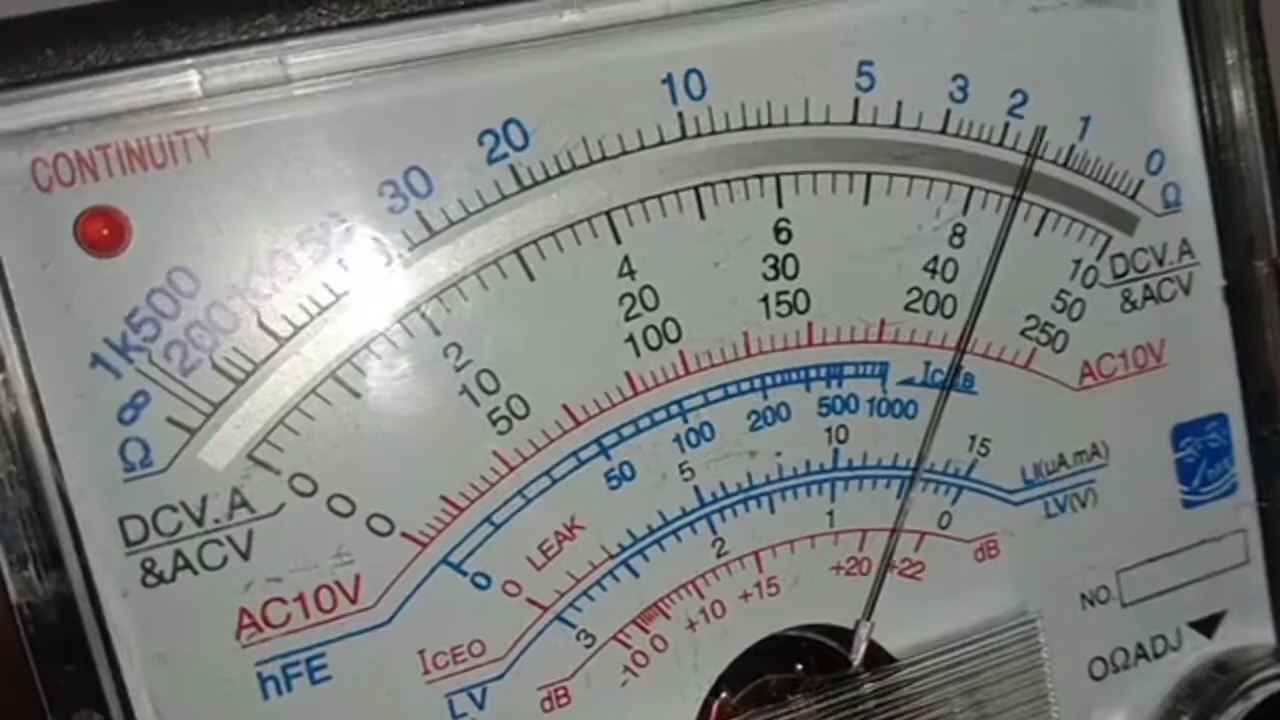 CONTINUITY
1k 500 200 30 20 10 5 3 2 1 0
Ω ∞ Ω
0 2 4 6 8 10 DCV.A
0 10 20 30 40 50 &ACV
0 50 100 150 200 250
DCV.A
&ACV
AC10V AC10V
hFE 0 50 100 200 500 1000
LEAK 0 5 10 15 LI(uA.mA)
ICEO
LV 3 2 1 0 LV(V)
dB -10 0 +10 +15 +20 +22 dB
NO.
0ΩADJ